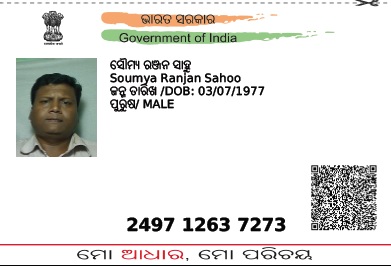 ଭାରତ ସରକାର
Government of India
ସୌମ୍ୟ ରଞ୍ଜନ ସାହୁ
Soumya Ranjan Sahoo
ଜନ୍ମ ତାରିଖ /DOB: 03/07/1977
ପୁରୁଷ/ MALE
2497 1263 7273
ମୋ ଆଧାର, ମୋ ପରିଚୟ